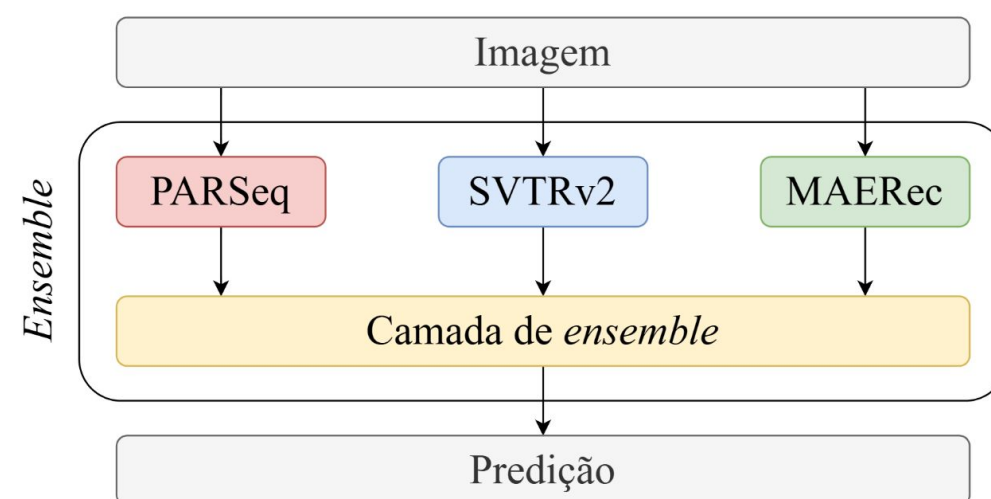 Imagem
Ensemble
PARSeq
SVTRv2
MAERec
Camada de ensemble
Predição